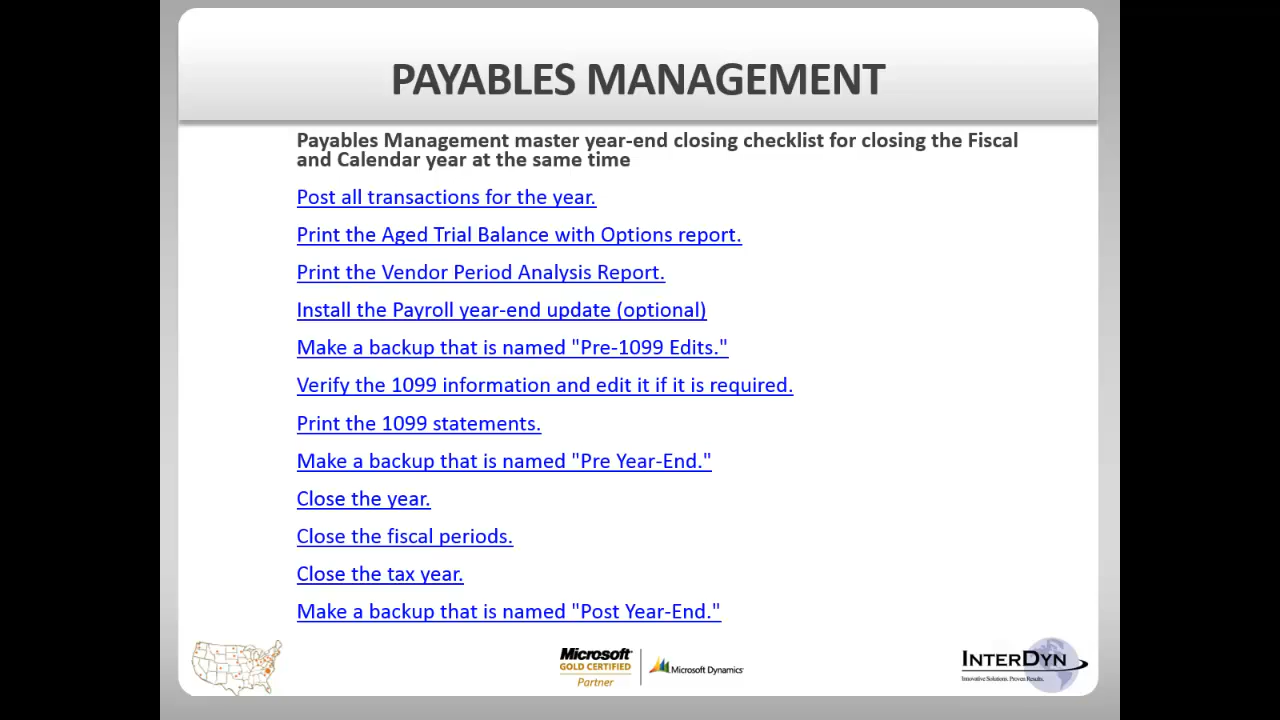 PAYABLES MANAGEMENT
Payables Management master year-end closing checklist for closing the Fiscal
and Calendar year at the same time
Post all transactions for the year.
Print the Aged Trial Balance with Options report.
Print the Vendor Period Analysis Report.
Install the Payroll year-end update (optional)
Make a backup that is named "Pre-1099 Edits."
Verify the 1099 information and edit it if it is required.
Print the 1099 statements.
Make a backup that is named "Pre Year-End."
Close the year.
Close the fiscal periods.
Close the tax year.
Make a backup that is named "Post Year-End."
Microsoft
GOLD CERTIFIED
Partner
Microsoft Dynamics
INTERDYN
Innovative Solutions. Proven Results.